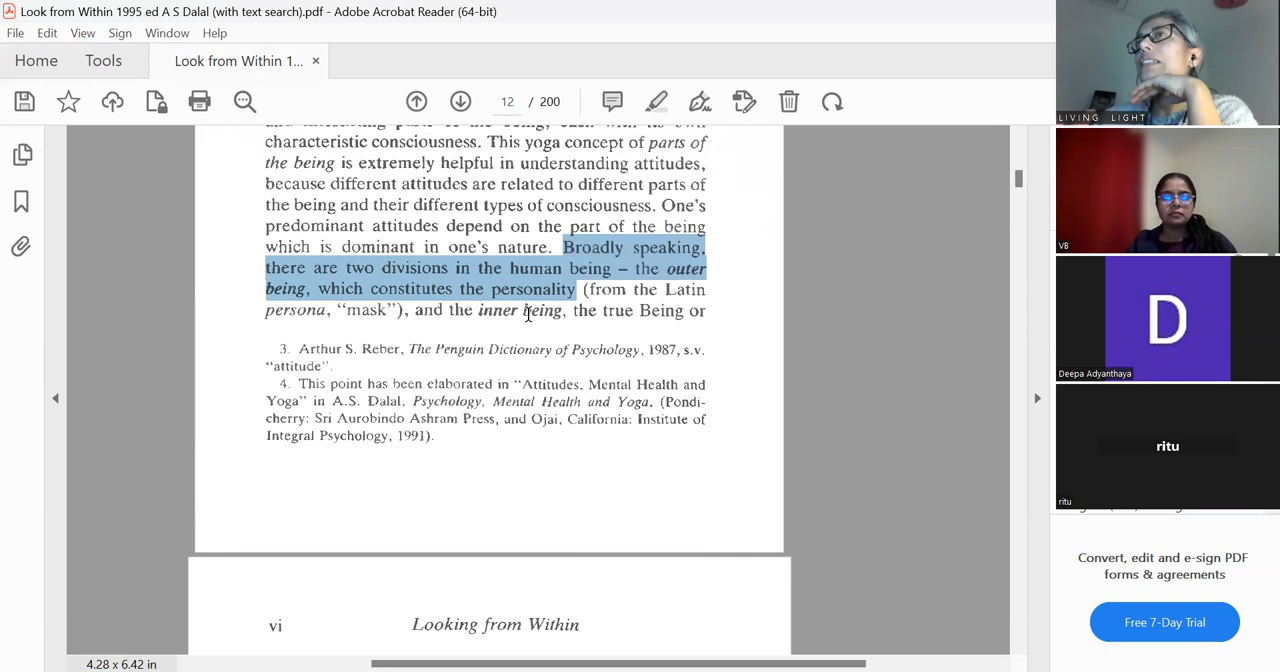 Look from Within 1995 ed A S Dalal (with text search).pdf - Adobe Acrobat Reader (64-bit)
File Edit View Sign Window Help
Home Tools Look from Within 1... ×
12 / 200
characteristic consciousness. This yoga concept of parts
of the being is extremely helpful in understanding attitudes,
because different attitudes are related to different parts of
the being and their different types of consciousness. One's
predominant attitudes depend on the part of the being
which is dominant in one's nature. Broadly speaking,
there are two divisions in the human being – the outer
being, which constitutes the personality (from the Latin
persona, "mask"), and the inner being, the true Being or
3. Arthur S. Reber, The Penguin Dictionary of Psychology, 1987, s.v.
"attitude".
4. This point has been elaborated in "Attitudes, Mental Health and
Yoga" in A.S. Dalal, Psychology, Mental Health and Yoga, (Pondi-
cherry: Sri Aurobindo Ashram Press, and Ojai, California: Institute of
Integral Psychology, 1991).
vi Looking from Within
4.28 x 6.42 in
LIVING LIGHT
VB
D
Deepa Adyanthaya
ritu
ritu
Convert, edit and e-sign PDF
forms & agreements
Free 7-Day Trial